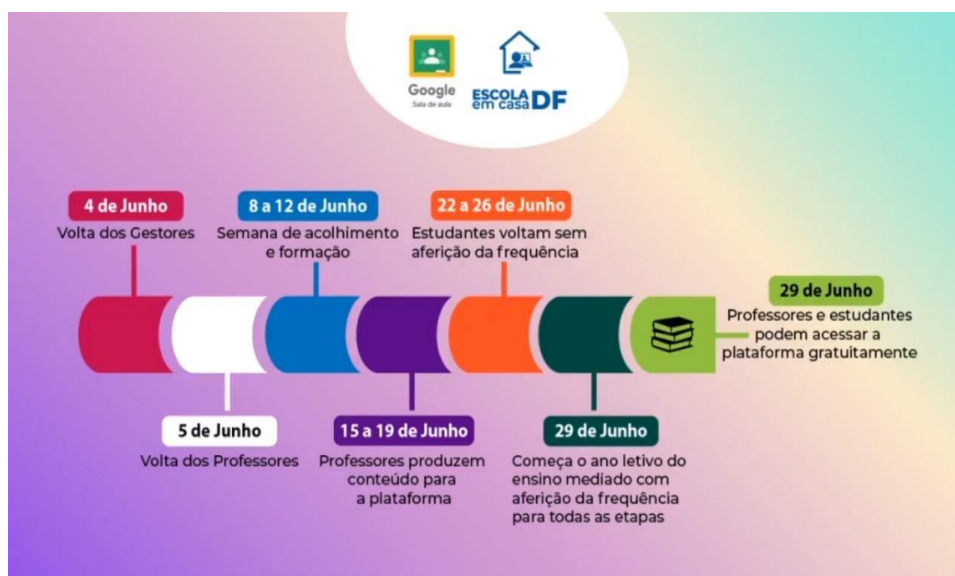 Google
Sala de aula
ESCOLA
em casa DF
4 de Junho
Volta dos Gestores
8 a 12 de Junho
Semana de acolhimento
e formação
22 a 26 de Junho
Estudantes voltam sem
aferição da frequência
29 de Junho
Professores e estudantes
podem acessar a
plataforma gratuitamente
5 de Junho
Volta dos Professores
15 a 19 de Junho
Professores produzem
conteúdo para
a plataforma
29 de Junho
Começa o ano letivo do
ensino mediado com
aferição da frequência
para todas as etapas